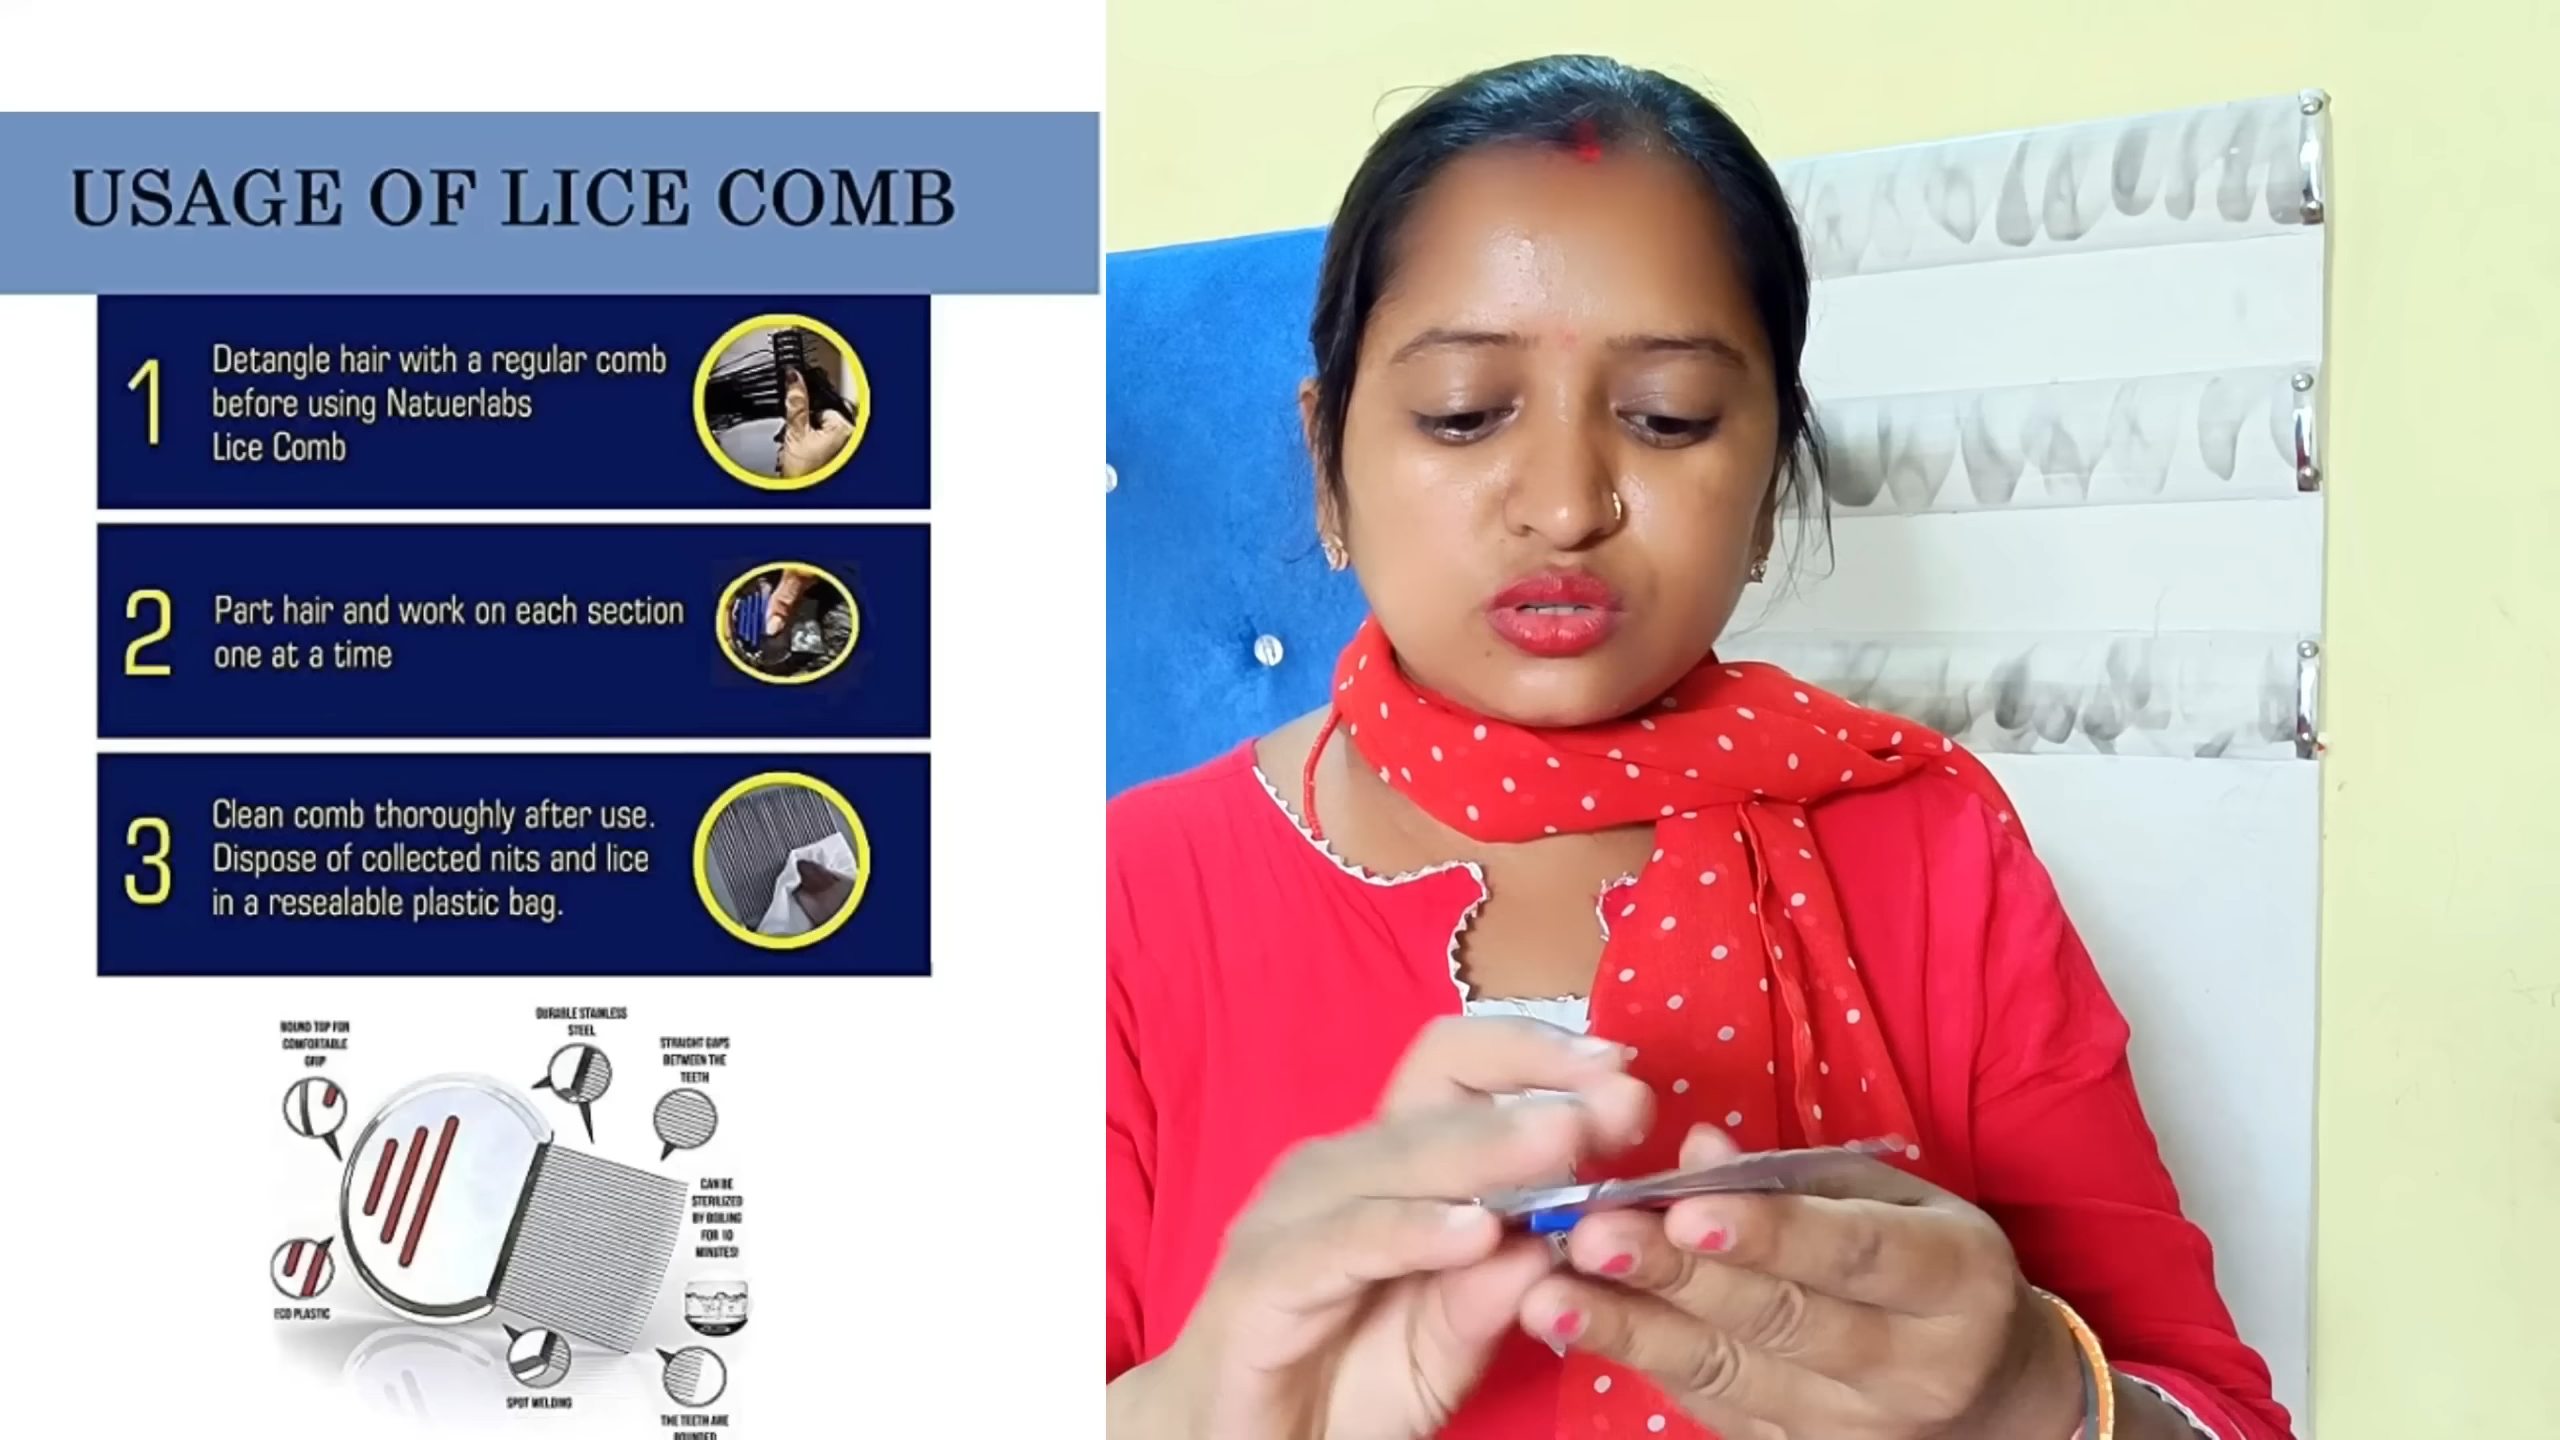 USAGE OF LICE COMB
1
Detangle hair with a regular comb
before using Natuerlabs
Lice Comb
2
Part hair and work on each section
one at a time
3
Clean comb thoroughly after use.
Dispose of collected nits and lice
in a resealable plastic bag.
ROUND TOP FOR
COMFORTABLE
GRIP
DURABLE STAINLESS
STEEL
STRAIGHT GAPS
BETWEEN THE
TEETH
CAN BE
STERILIZED
BY BOILING
FOR 10
MINUTES!
ECO PLASTIC
SPOT WELDING
THE TEETH ARE
ROUNDED